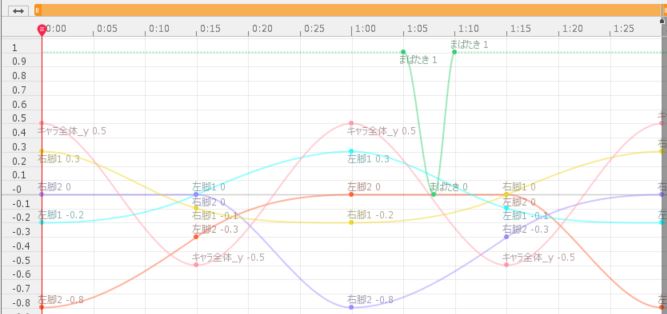 0:00 0:05 0:10 0:15 0:20 0:25 1:00 1:05 1:10 1:15 1:20 1:25
1
まばたき 1
0.9
まばたき 1
0.8
0.7
0.6
0.5
キャラ全体_y 0.5
キャラ全体_y 0.5
0.4
0.3
右脚1 0.3
左脚1 0.3
0.2
0.1
-0
右脚2 0
左脚1 0
左脚2 0
まばたき 0
右脚1 0
-0.1
右脚2 0
左脚2 0
-0.2
左脚1 -0.2
右脚1 -0.1
右脚1 -0.2
左脚1 -0.1
-0.3
左脚2 -0.3
右脚2 -0.3
-0.4
-0.5
キャラ全体_y -0.5
キャラ全体_y -0.5
-0.6
-0.7
-0.8
左脚2 -0.8
右脚2 -0.8